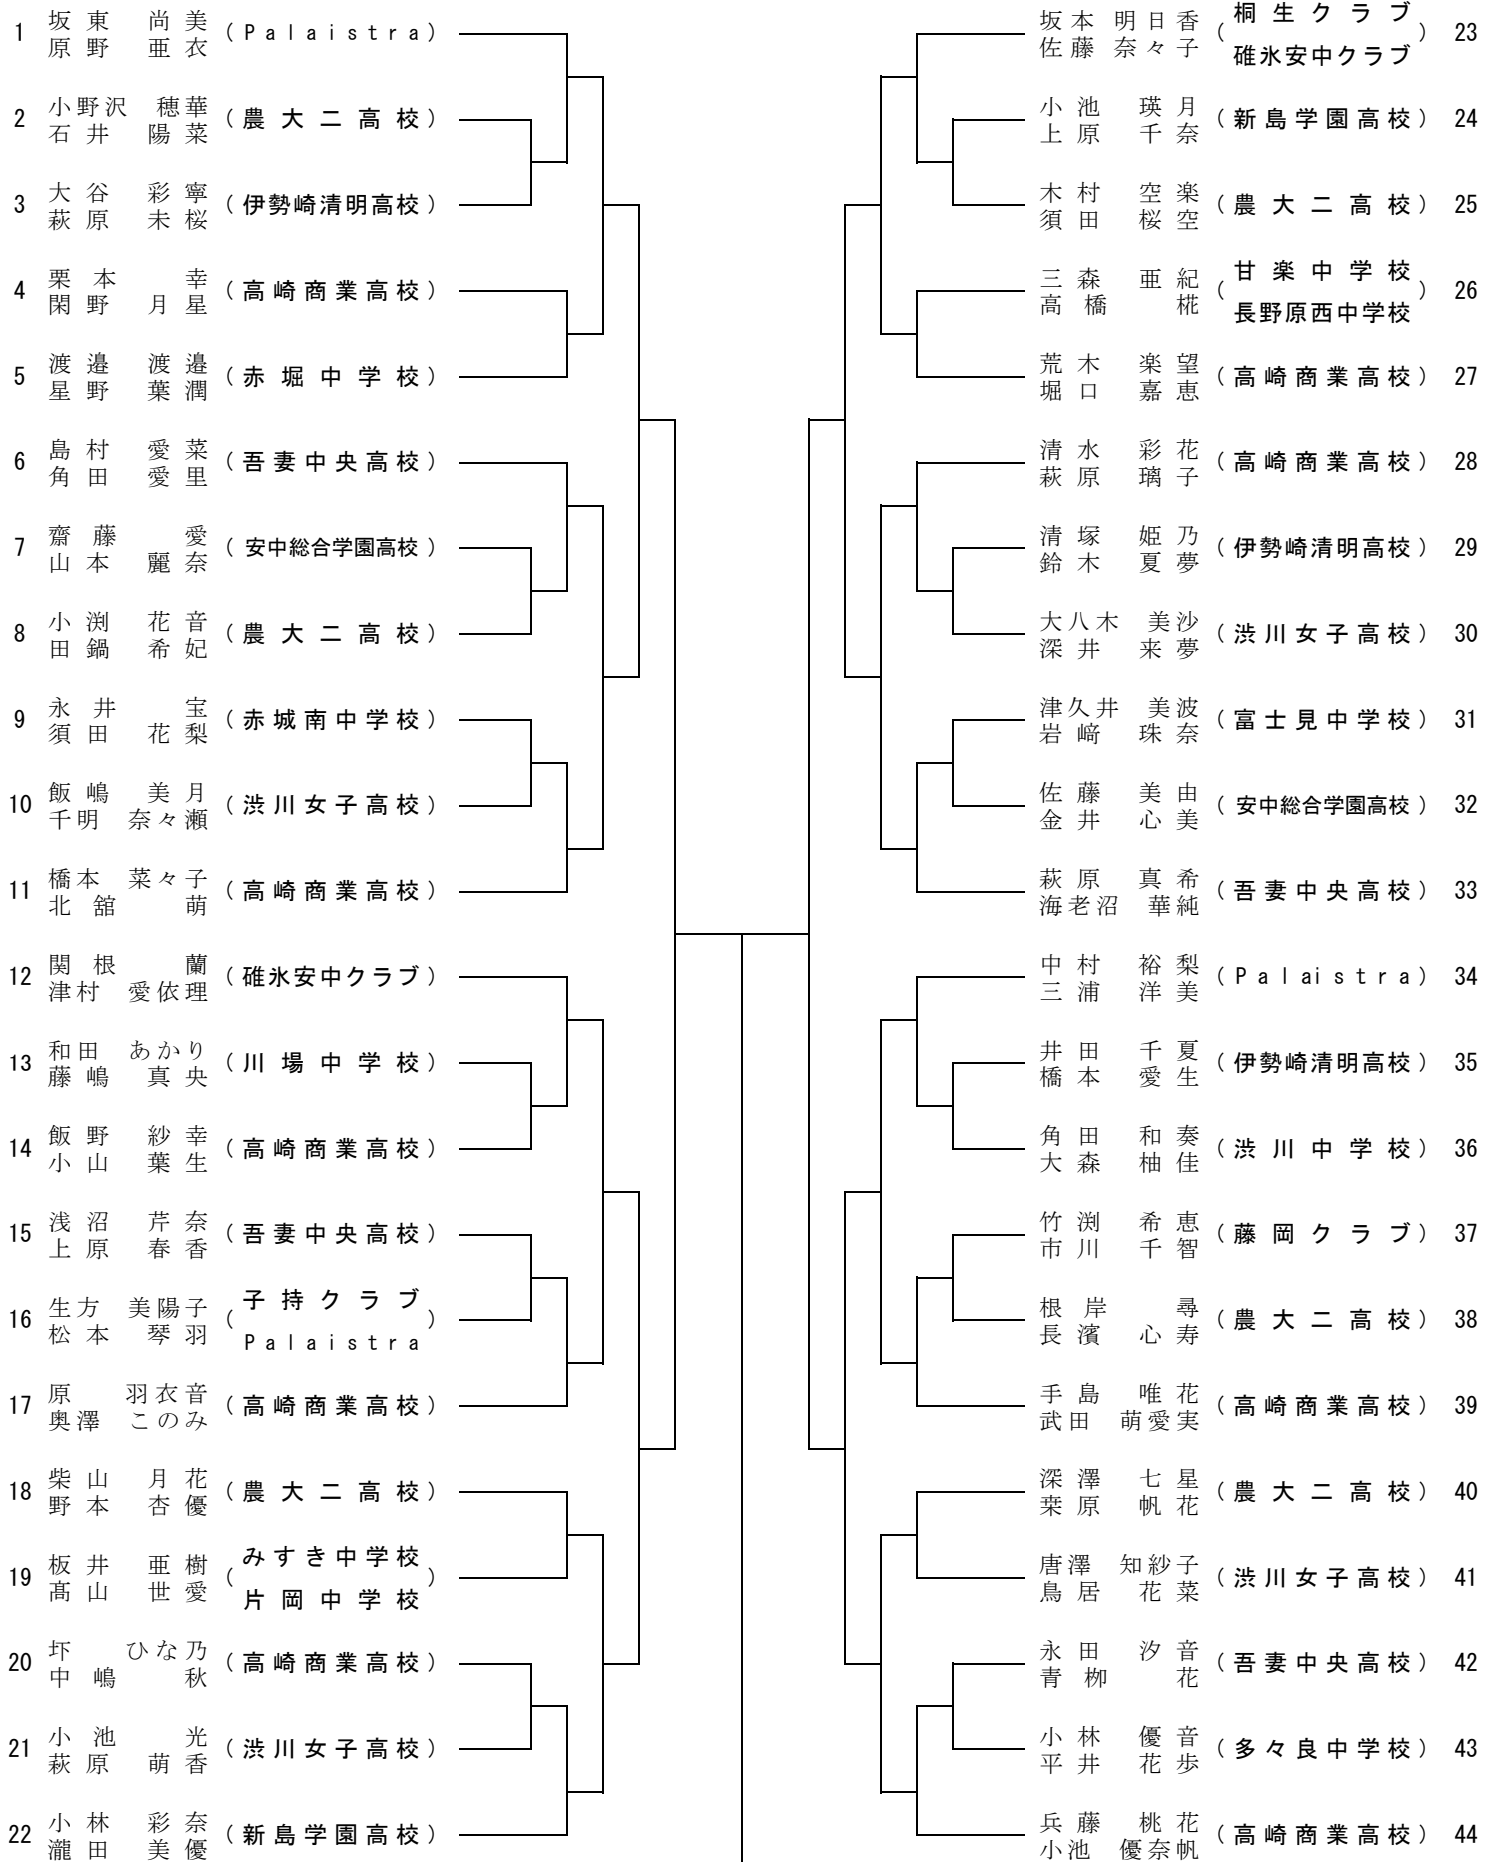 1 坂東 尚美 (Palaistra)
原野 亜衣
2 小野沢 穂華 (農大二高校)
石井 陽菜
3 大谷 彩寧 (伊勢崎清明高校)
萩原 未桜
4 栗本 幸 (高崎商業高校)
閑野 月星
5 渡邉 渡邉 (赤堀中学校)
星野 葉潤
6 島村 愛菜 (吾妻中央高校)
角田 愛里
7 齋藤 愛 (安中総合学園高校)
山本 麗奈
8 小渕 花音 (農大二高校)
田鍋 希妃
9 永井 宝 (赤城南中学校)
須田 花梨
10 飯嶋 美月 (渋川女子高校)
千明 奈々瀬
11 橋本 菜々子 (高崎商業高校)
北舘 萌
12 関根 蘭 (碓氷安中クラブ)
津村 愛依理
13 和田 あかり (川場中学校)
藤嶋 真央
14 飯野 紗幸 (高崎商業高校)
小山 葉生
15 浅沼 芹奈 (吾妻中央高校)
上原 春香
16 生方 美陽子 (子持クラブ)
松本 琴羽 Palaistra
17 原 羽衣音 (高崎商業高校)
奥澤 このみ
18 柴山 月花 (農大二高校)
野本 杏優
19 板井 亜樹 (みすき中学校)
髙山 世愛 片岡中学校
20 圷 ひな乃 (高崎商業高校)
中嶋 秋
21 小池 光 (渋川女子高校)
萩原 萌香
22 小林 彩奈 (新島学園高校)
瀧田 美優
坂本 明日香 (桐生クラブ) 23
佐藤 奈々子 碓氷安中クラブ
小池 瑛月 (新島学園高校) 24
上原 千奈
木村 空楽 (農大二高校) 25
須田 桜空
三森 亜紀 (甘楽中学校) 26
高橋 椛 長野原西中学校
荒木 楽望 (高崎商業高校) 27
堀口 嘉恵
清水 彩花 (高崎商業高校) 28
萩原 璃子
清塚 姫乃 (伊勢崎清明高校) 29
鈴木 夏夢
大八木 美沙 (渋川女子高校) 30
深井 来夢
津久井 美波 (富士見中学校) 31
岩﨑 珠奈
佐藤 美由 (安中総合学園高校) 32
金井 心美
萩原 真希 (吾妻中央高校) 33
海老沼 華純
中村 裕梨 (Palaistra) 34
三浦 洋美
井田 千夏 (伊勢崎清明高校) 35
橋本 愛生
角田 和奏 (渋川中学校) 36
大森 柚佳
竹渕 希恵 (藤岡クラブ) 37
市川 千智
根岸 尋 (農大二高校) 38
長濱 心寿
手島 唯花 (高崎商業高校) 39
武田 萌愛実
深澤 七星 (農大二高校) 40
桒原 帆花
唐澤 知紗子 (渋川女子高校) 41
鳥居 花菜
永田 汐音 (吾妻中央高校) 42
青栁 花
小林 優音 (多々良中学校) 43
平井 花歩
兵藤 桃花 (高崎商業高校) 44
小池 優奈帆